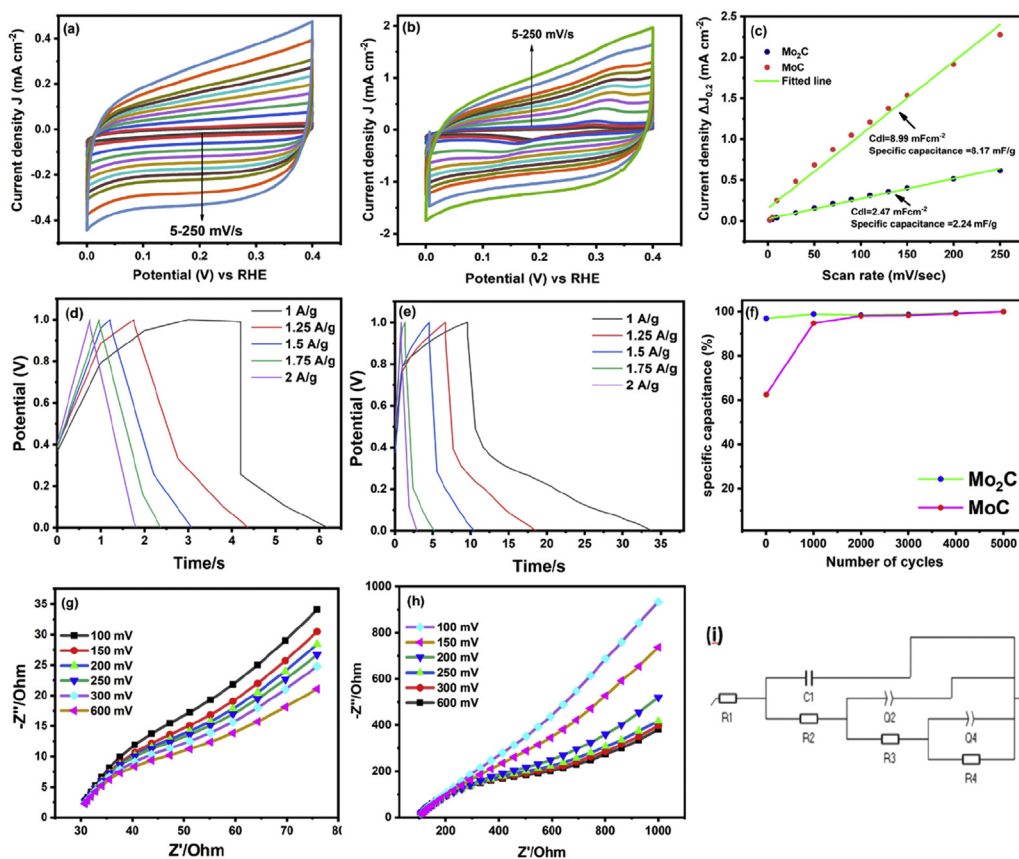 (a)
Current density J (mA cm⁻²)
0.4
0.2
0.0
-0.2
-0.4
5-250 mV/s
0.0 0.1 0.2 0.3 0.4
Potential (V) vs RHE
(b)
Current density J (mA cm⁻²)
2
1
0
-1
-2
5-250 mV/s
0.0 0.1 0.2 0.3 0.4
Potential (V) vs RHE
(c)
Current density ΔJ₀.₂ (mA cm⁻²)
2.5
2.0
1.5
1.0
0.5
0.0
Mo₂C
MoC
Fitted line
Cdl=8.99 mFcm⁻²
Specific capacitance =8.17 mF/g
Cdl=2.47 mFcm⁻²
Specific capacitance =2.24 mF/g
0 50 100 150 200 250
Scan rate (mV/sec)
(d)
Potential (V)
1.0
0.8
0.6
0.4
0.2
0.0
1 A/g
1.25 A/g
1.5 A/g
1.75 A/g
2 A/g
0 1 2 3 4 5 6
Time/s
(e)
Potential (V)
1.0
0.8
0.6
0.4
0.2
0.0
1 A/g
1.25 A/g
1.5 A/g
1.75 A/g
2 A/g
0 5 10 15 20 25 30 35
Time/s
(f)
specific capacitance (%)
100
80
60
40
20
Mo₂C
MoC
0 1000 2000 3000 4000 5000
Number of cycles
(g)
-Z''/Ohm
35
30
25
20
15
10
5
0
100 mV
150 mV
200 mV
250 mV
300 mV
600 mV
30 40 50 60 70 80
Z'/Ohm
(h)
-Z''/Ohm
1000
800
600
400
200
0
100 mV
150 mV
200 mV
250 mV
300 mV
600 mV
200 400 600 800 1000
Z'/Ohm
(i)
R1
C1
R2
Q2
R3
Q4
R4